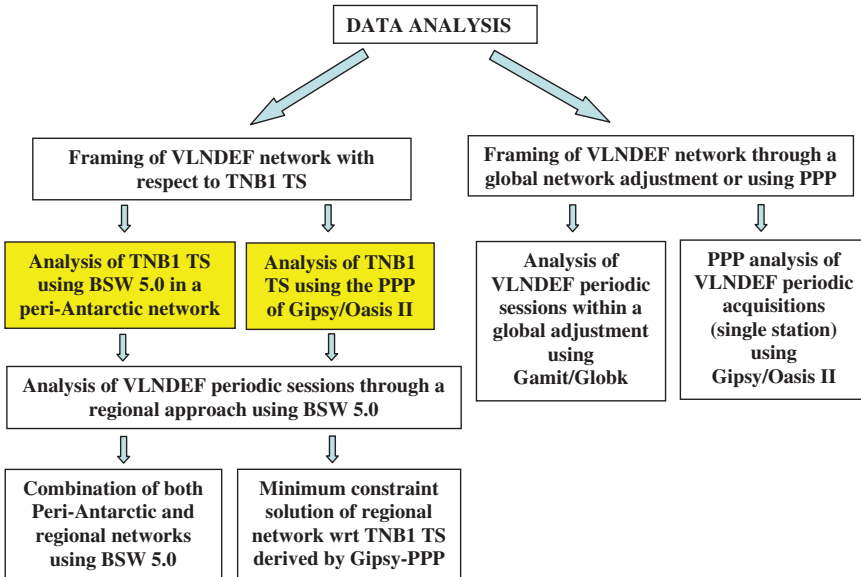 DATA ANALYSIS
Framing of VLNDEF network with
respect to TNB1 TS
Framing of VLNDEF network through a
global network adjustment or using PPP
Analysis of TNB1 TS
using BSW 5.0 in a
peri-Antarctic network
Analysis of TNB1
TS using the PPP
of Gipsy/Oasis II
Analysis of
VLNDEF periodic
sessions within a
global adjustment
using
Gamit/Globk
PPP analysis of
VLNDEF periodic
acquisitions
(single station)
using
Gipsy/Oasis II
Analysis of VLNDEF periodic sessions through a
regional approach using BSW 5.0
Combination of both
Peri-Antarctic and
regional networks
using BSW 5.0
Minimum constraint
solution of regional
network wrt TNB1 TS
derived by Gipsy-PPP